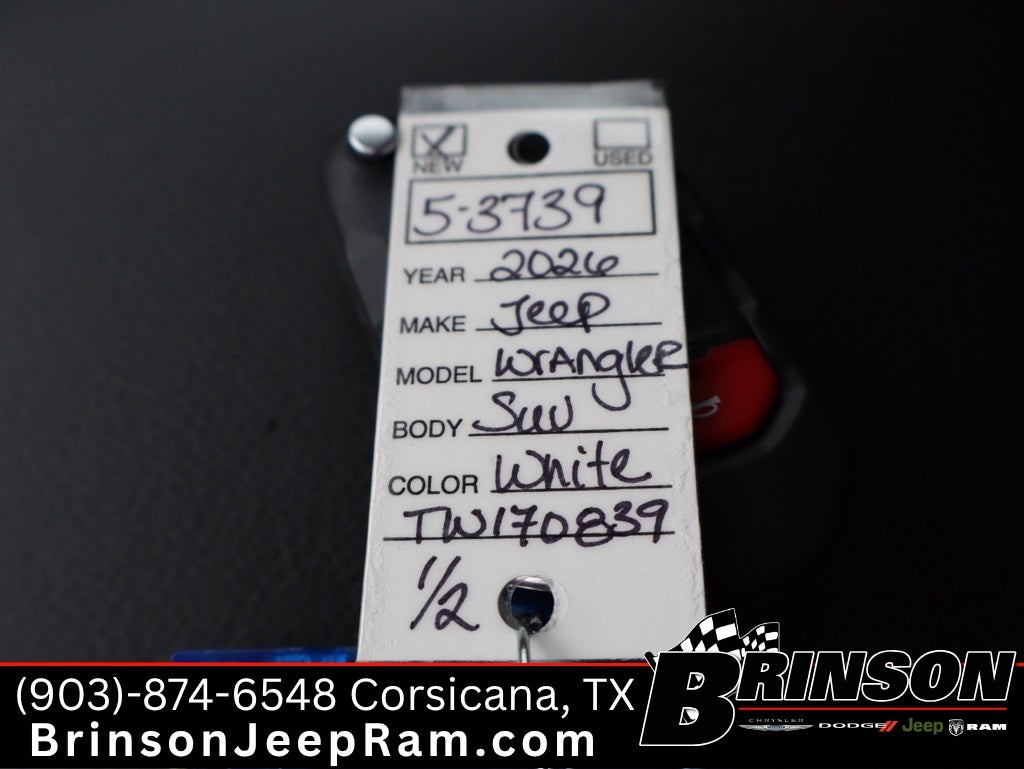 NEW USED
5-3739
YEAR 2026
MAKE Jeep
MODEL WrAngleR
BODY SUV
COLOR White
TW170839
1/2
(903)-874-6548 Corsicana, TX
BrinsonJeepRam.com
BRINSON
CHRYSLER DODGE Jeep RAM